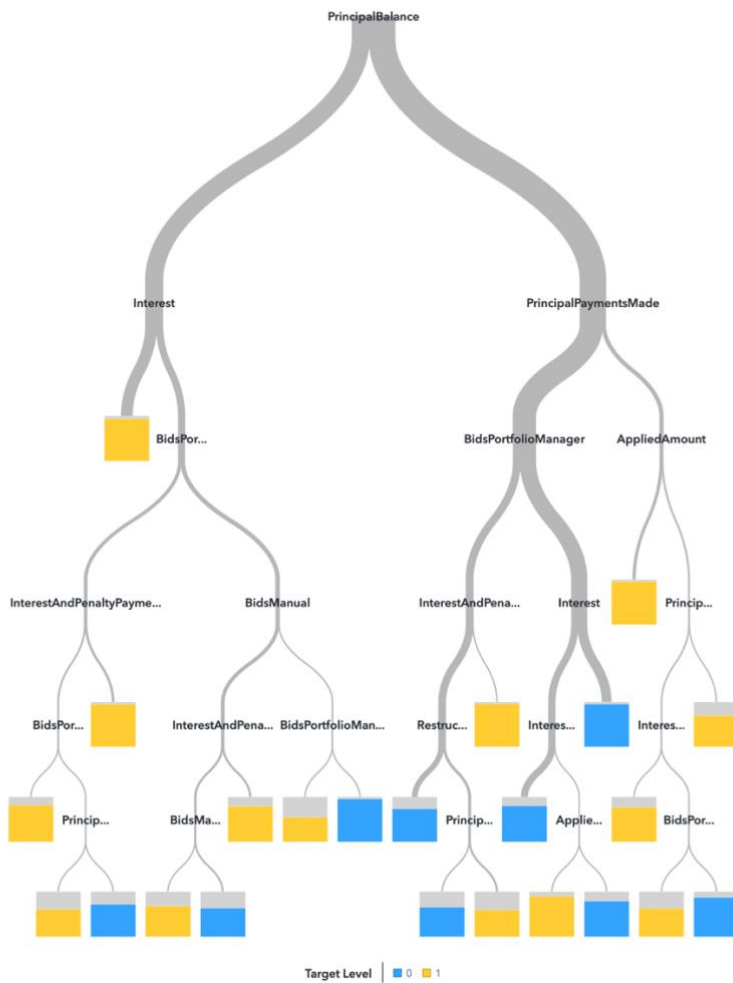 PrincipalBalance
Interest
PrincipalPaymentsMade
BidsPor...
BidsPortfolioManager
AppliedAmount
InterestAndPenaltyPayme...
BidsManual
InterestAndPena...
Interest
Princip...
BidsPor...
InterestAndPena...
BidsPortfolioMan...
Restruc...
Interes...
Interes...
Princip...
BidsMa...
Princip...
Applie...
BidsPor...
Target Level
0
1